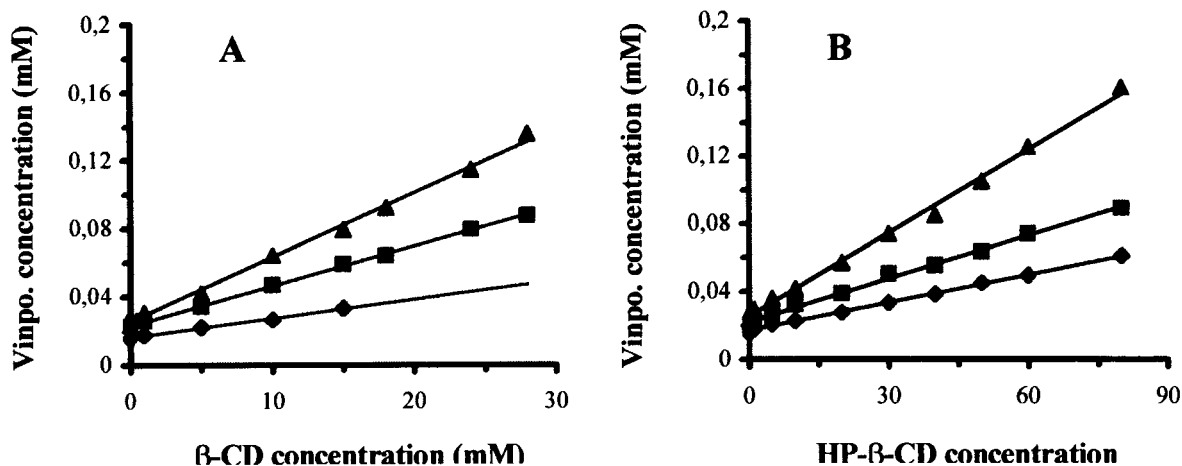 A
Vinpo. concentration (mM)
0,2
0,16
0,12
0,08
0,04
0
0 10 20 30
β-CD concentration (mM)
B
Vinpo. concentration (mM)
0,2
0,16
0,12
0,08
0,04
0
0 30 60 90
HP-β-CD concentration